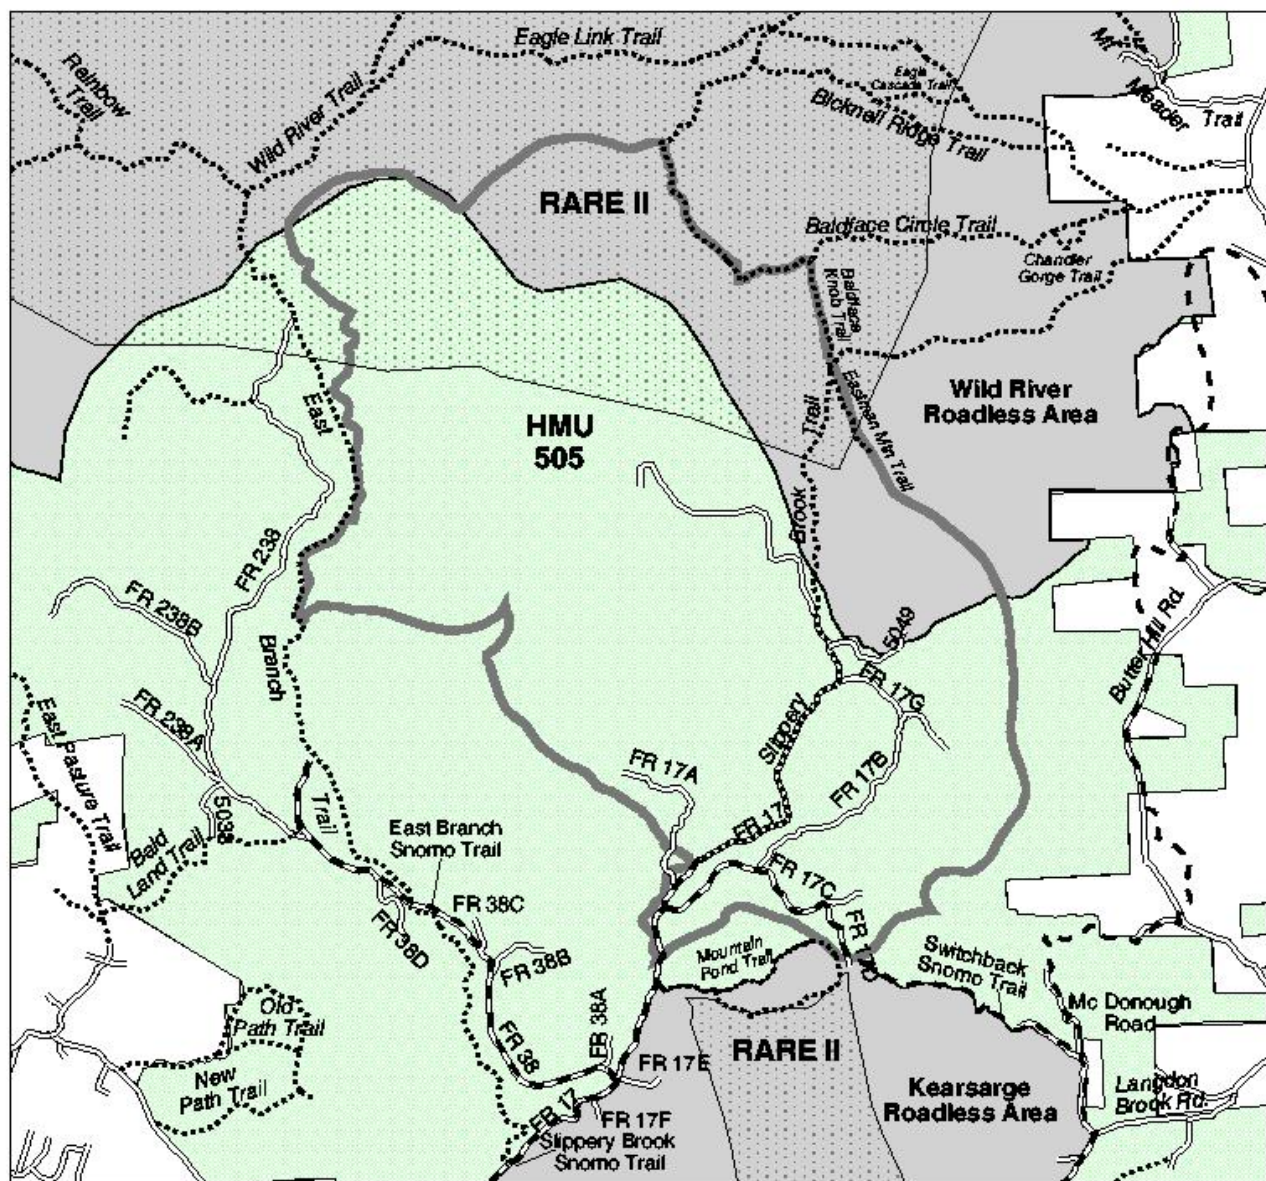 Eagle Link Trail
Mt
Meader
Trail
Rainbow
Trail
Wild River Trail
Eagle
Cascade Trail
Bicknell Ridge Trail
RARE II
Baldface Circle Trail
Chandler
Gorge Trail
Baldface
Knob Trail
Eastman Mtn Trail
Wild River
Roadless Area
East
Branch
Trail
HMU
505
Slippery
Brook
Trail
FR 238
FR 238B
FR 238A
5049
Butter Hill Rd.
FR 17G
East Pasture Trail
FR 17A
FR 17B
FR 17
Bald
Land Trail
5038
East Branch
Snomo Trail
FR 17C
FR 38C
FR 38D
FR 38B
Mountain
Pond Trail
Switchback
Snomo Trail
Mc Donough
Road
Old
Path Trail
FR 38A
FR 38
RARE II
New
Path Trail
FR 17E
Kearsarge
Roadless Area
Langdon
Brook Rd.
FR 17
FR 17F
Slippery Brook
Snomo Trail